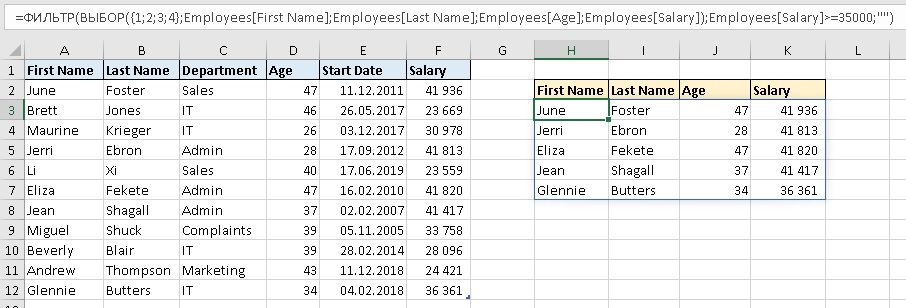 =ФИЛЬТР(ВЫБОР({1;2;3;4};Employees[First Name];Employees[Last Name];Employees[Age];Employees[Salary]);Employees[Salary]>=35000;"")
A B C D E F G H I J K L
1 First Name Last Name Department Age Start Date Salary
2 June Foster Sales 47 11.12.2011 41 936 First Name Last Name Age Salary
3 Brett Jones IT 46 26.05.2017 23 669 June Foster 47 41 936
4 Maurine Krieger IT 26 03.12.2017 30 978 Jerri Ebron 28 41 813
5 Jerri Ebron Admin 28 17.09.2012 41 813 Eliza Fekete 47 41 820
6 Li Xi Sales 40 17.06.2019 23 559 Jean Shagall 37 41 417
7 Eliza Fekete Admin 47 16.02.2010 41 820 Glennie Butters 34 36 361
8 Jean Shagall Admin 37 02.02.2007 41 417
9 Miguel Shuck Complaints 39 05.11.2005 33 758
10 Beverly Blair IT 39 28.02.2014 28 096
11 Andrew Thompson Marketing 43 11.12.2018 24 421
12 Glennie Butters IT 34 04.02.2018 36 361